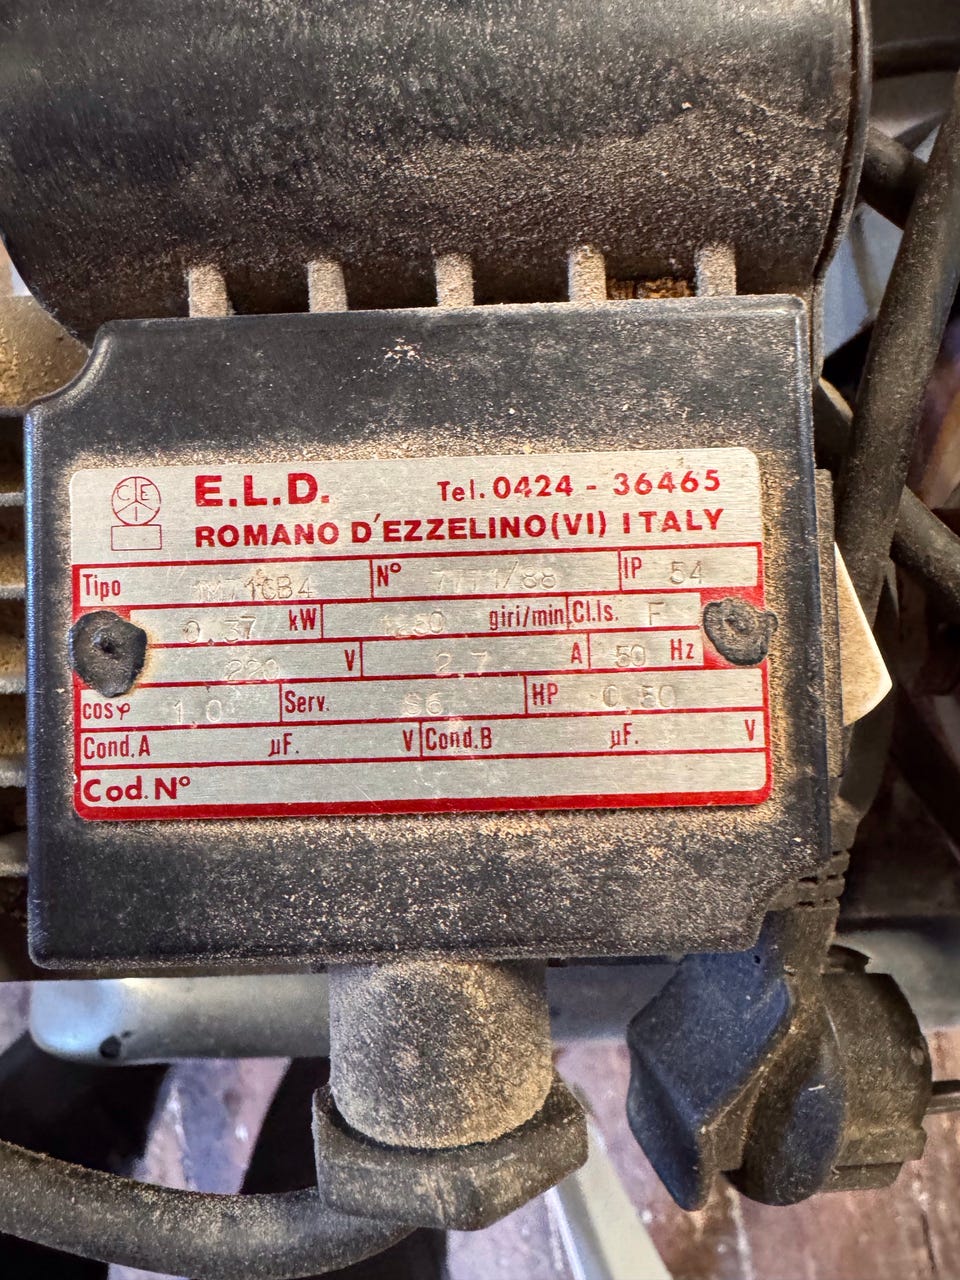 CEI
E.L.D. Tel. 0424 - 36465
ROMANO D'EZZELINO (VI) ITALY
Tipo N° IP 54
0.37 kW giri/min. Cl.Is. F
220 V 2.7 A 50 Hz
cosφ 1.0 Serv. S6 HP 0.50
Cond.A µF. V Cond.B µF. V
Cod. N°